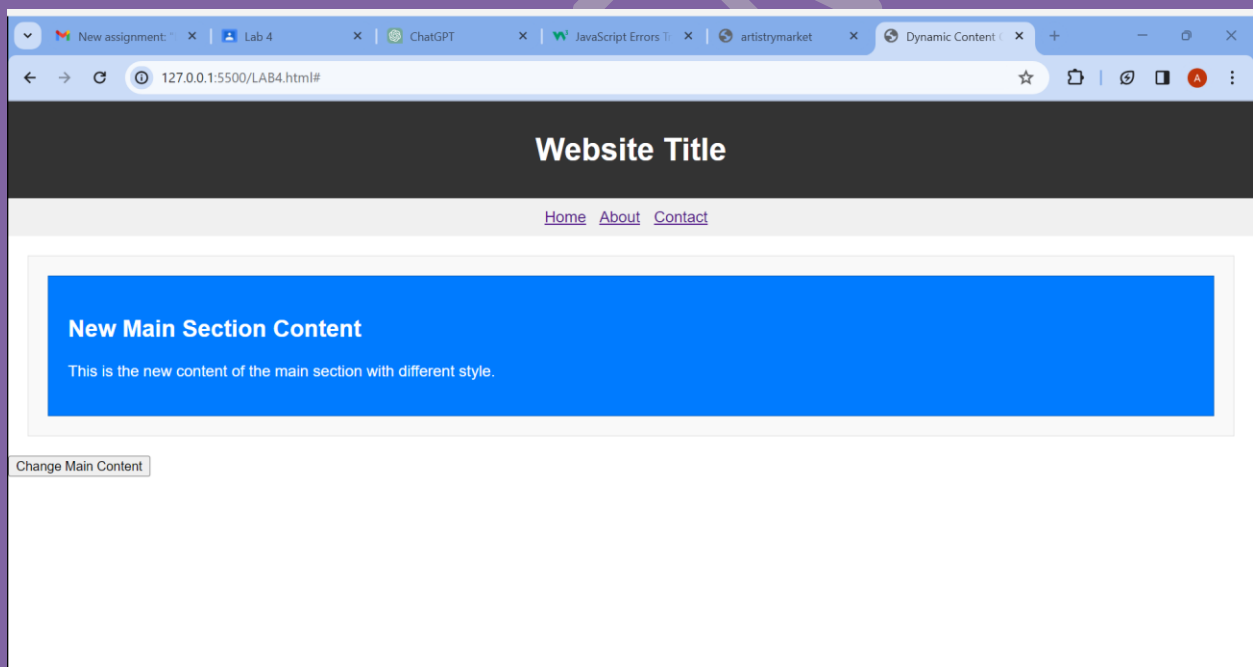 New assignment: "
Lab 4
ChatGPT
JavaScript Errors
artistrymarket
Dynamic Content
127.0.0.1:5500/LAB4.html#
A
Website Title
Home About Contact
New Main Section Content
This is the new content of the main section with different style.
Change Main Content